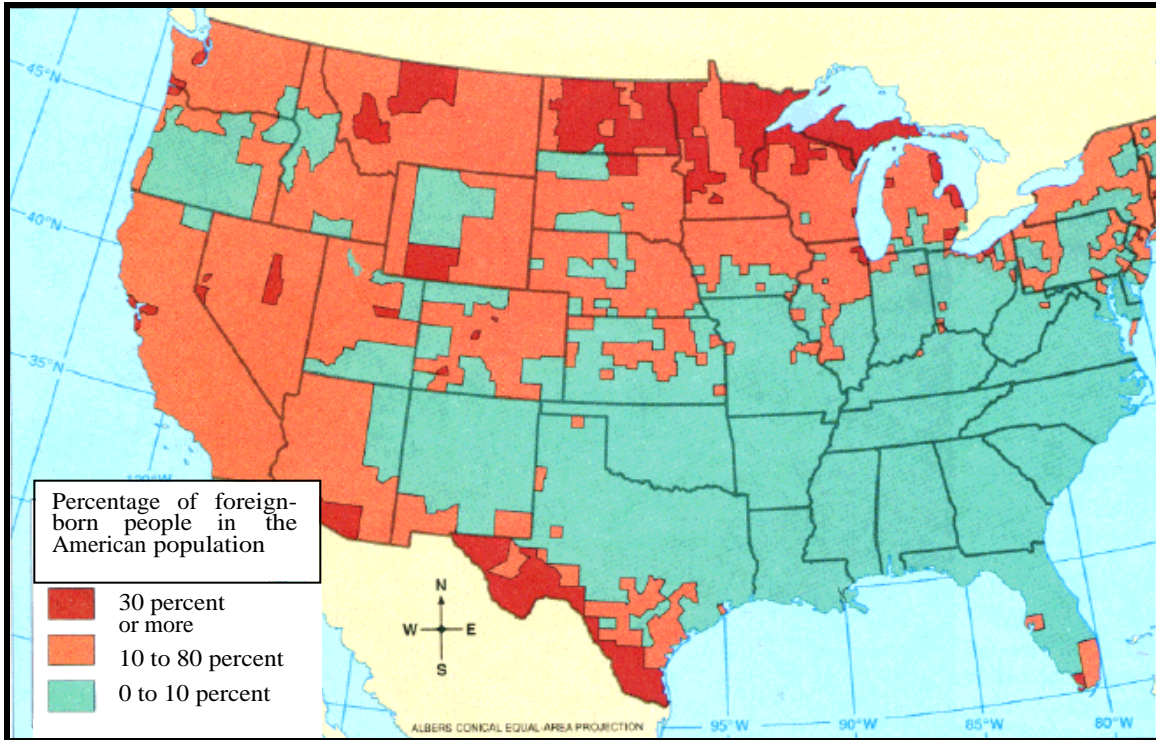 45°N
40°N
35°N
120°W
Percentage of foreign-
born people in the
American population
30 percent
or more
10 to 80 percent
0 to 10 percent
N
W E
S
ALBERS CONICAL EQUAL-AREA PROJECTION
95°W
90°W
85°W
80°W